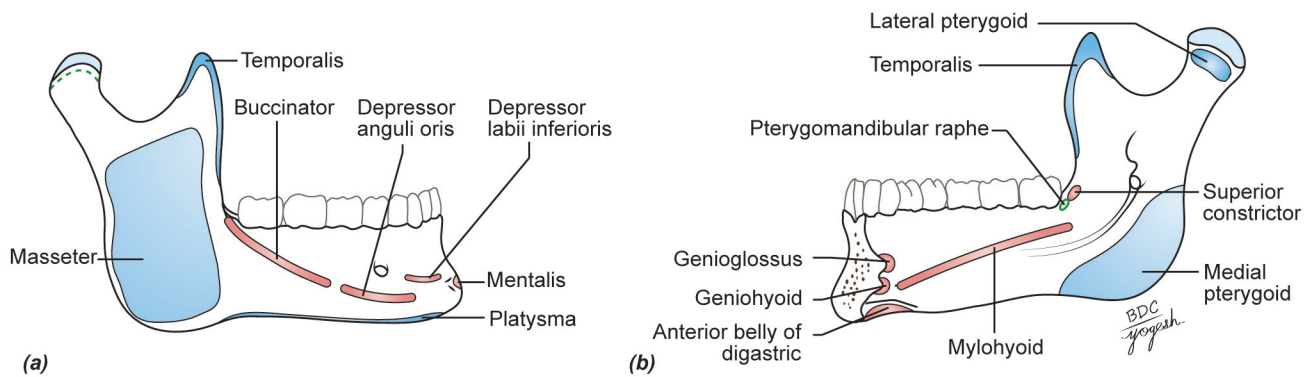 Temporalis
Buccinator
Depressor
anguli oris
Depressor
labii inferioris
Masseter
Mentalis
Platysma
(a)
Lateral pterygoid
Temporalis
Pterygomandibular raphe
Superior
constrictor
Genioglossus
Geniohyoid
Medial
pterygoid
Anterior belly of
digastric
Mylohyoid
BDC
yogesh
(b)